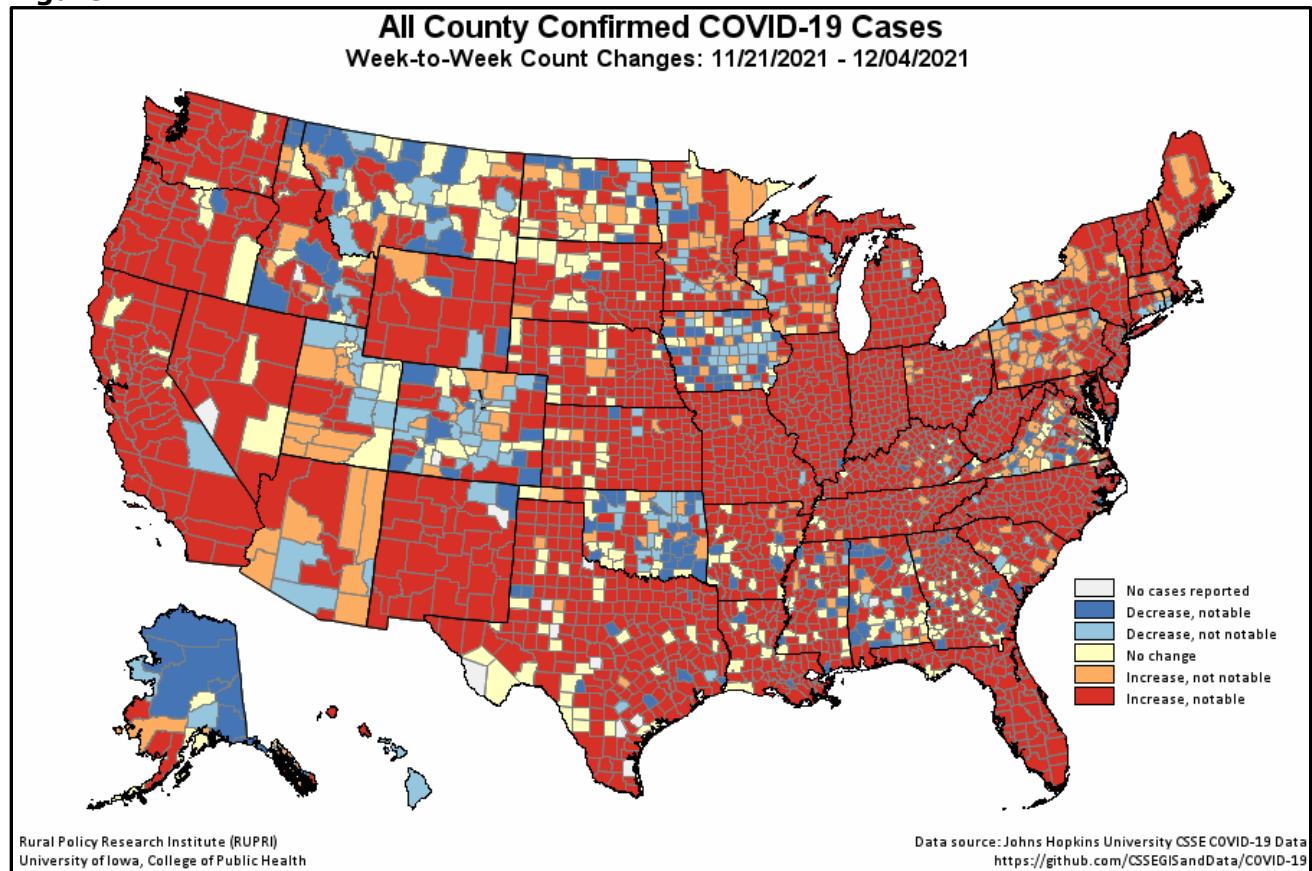 All County Confirmed COVID-19 Cases
Week-to-Week Count Changes: 11/21/2021 - 12/04/2021
No cases reported
Decrease, notable
Decrease, not notable
No change
Increase, not notable
Increase, notable
Rural Policy Research Institute (RUPRI)
University of Iowa, College of Public Health
Data source: Johns Hopkins University CSSE COVID-19 Data
https://github.com/CSSEGISandData/COVID-19